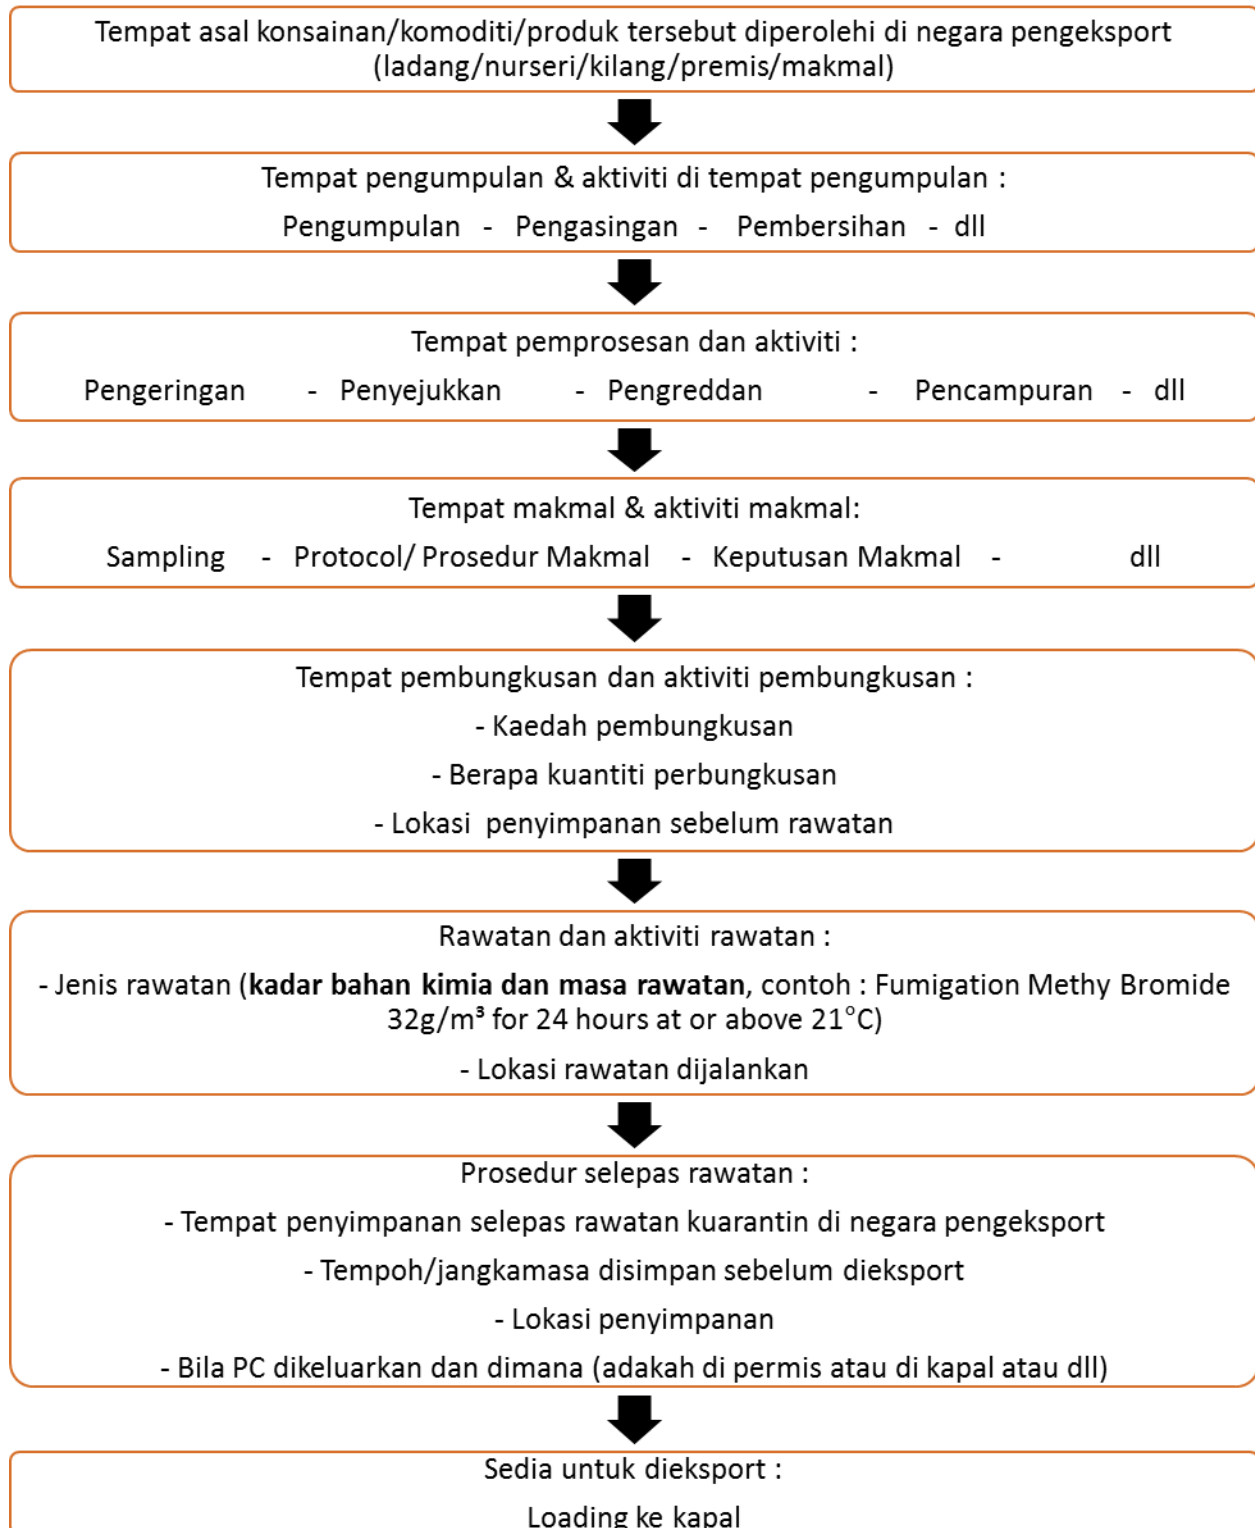 Tempat asal konsainan/komoditi/produk tersebut diperolehi di negara pengeksport
(ladang/nurseri/kilang/premis/makmal)
Tempat pengumpulan & aktiviti di tempat pengumpulan :
Pengumpulan - Pengasingan - Pembersihan - dll
Tempat pemprosesan dan aktiviti :
Pengeringan - Penyejukkan - Pengreddan - Pencampuran - dll
Tempat makmal & aktiviti makmal:
Sampling - Protocol/ Prosedur Makmal - Keputusan Makmal - dll
Tempat pembungkusan dan aktiviti pembungkusan :
- Kaedah pembungkusan
- Berapa kuantiti perbungkusan
- Lokasi penyimpanan sebelum rawatan
Rawatan dan aktiviti rawatan :
- Jenis rawatan (kadar bahan kimia dan masa rawatan, contoh : Fumigation Methy Bromide
32g/m³ for 24 hours at or above 21°C)
- Lokasi rawatan dijalankan
Prosedur selepas rawatan :
- Tempat penyimpanan selepas rawatan kuarantin di negara pengeksport
- Tempoh/jangkamasa disimpan sebelum dieksport
- Lokasi penyimpanan
- Bila PC dikeluarkan dan dimana (adakah di permis atau di kapal atau dll)
Sedia untuk dieksport :
Loading ke kapal